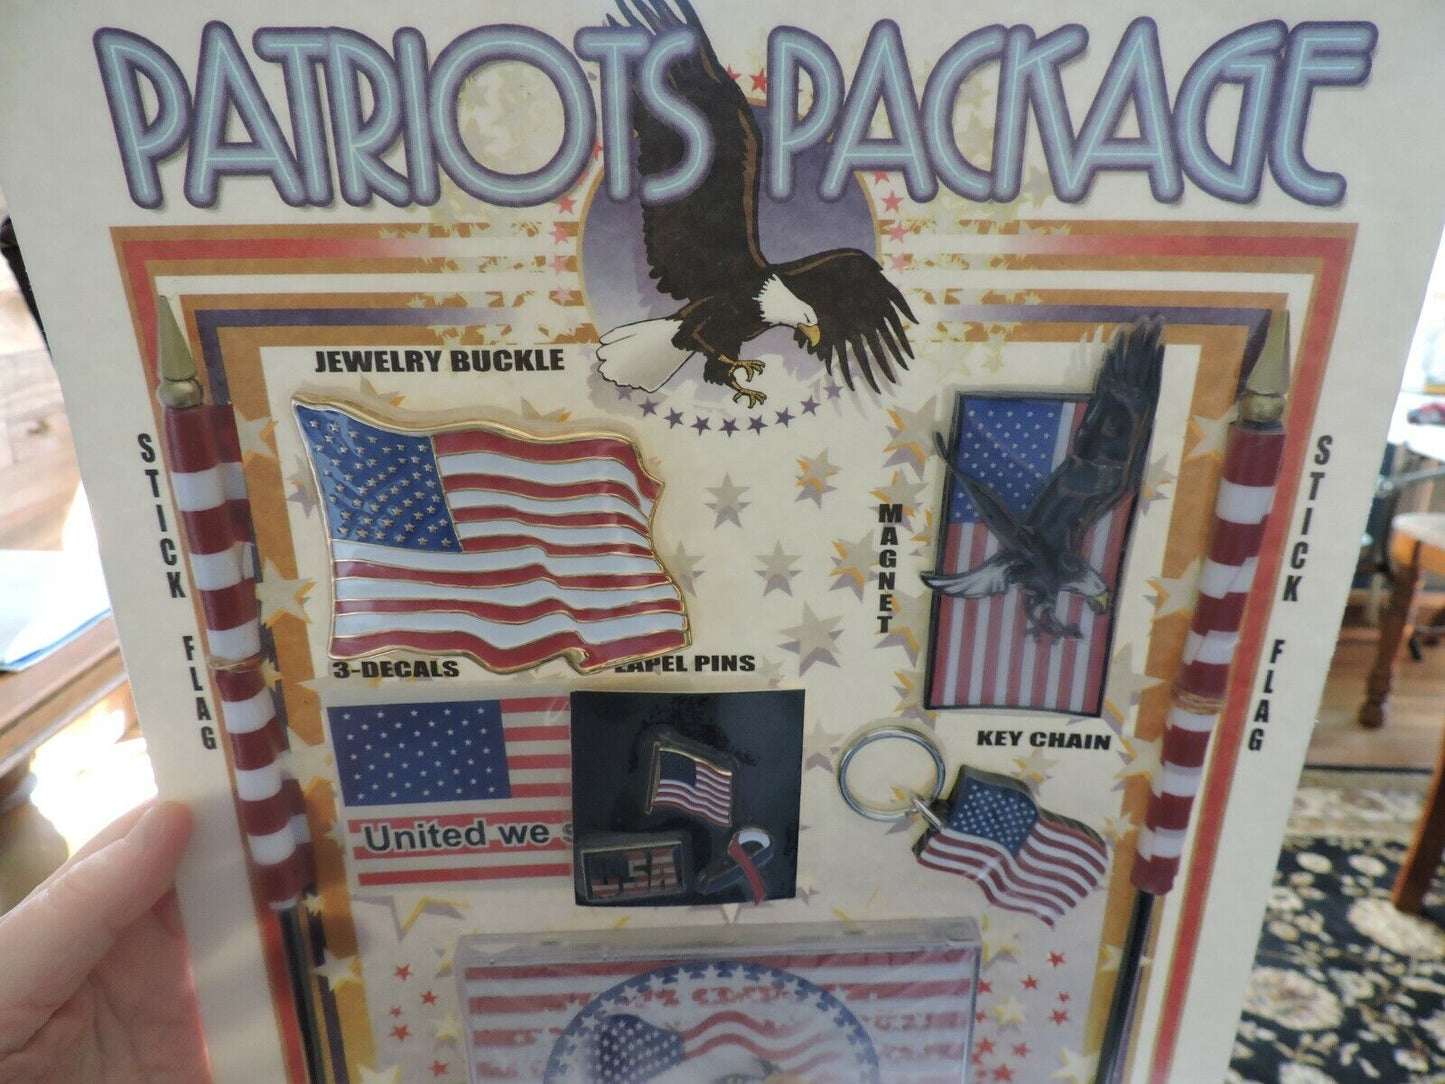 PATRIOTS PACKAGE
JEWELRY BUCKLE
STICK FLAG
MAGNET
STICK FLAG
3-DECALS
LAPEL PINS
KEY CHAIN
United we
USA